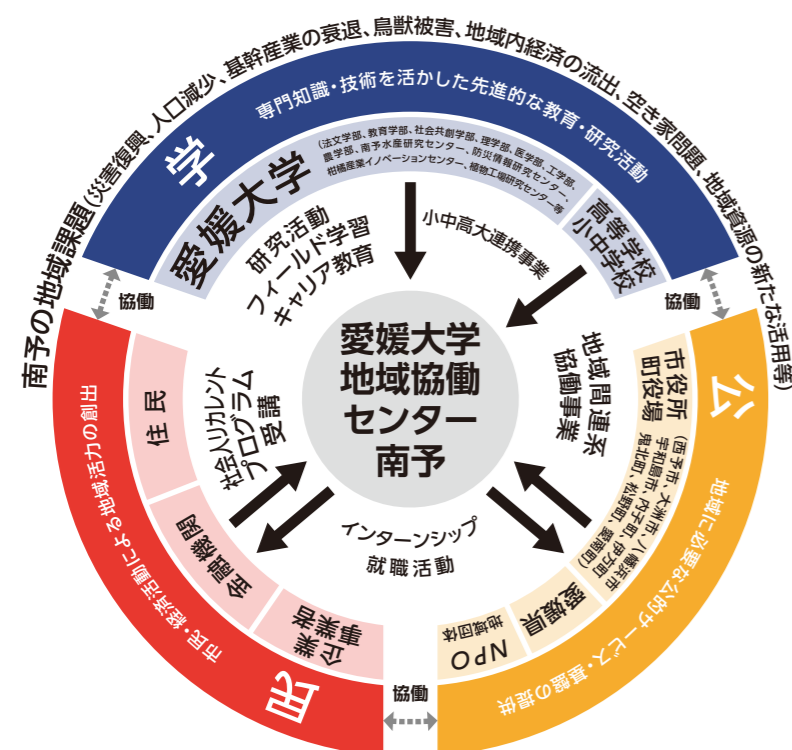 南予の地域課題(災害復興、人口減少、基幹産業の衰退、鳥獣被害、地域内経済の流出、空き家問題、地域資源の新たな活用等)
学
専門知識・技術を活かした先進的な教育・研究活動
愛媛大学
(法文学部、教育学部、社会共創学部、理学部、医学部、工学部、
農学部、南予水産研究センター、防災情報研究センター、
柑橘産業イノベーションセンター、植物工場研究センター等
高等学校
小中学校
研究活動
フィールド学習
キャリア教育
小中高大連携事業
協働
協働
愛媛大学
地域協働
センター
南予
地域間連系
協働事業
公
地域に必要な公的サービス・基盤の提供
市役所
町役場
(西予市、大洲市、八幡浜市
宇和島市、内子町、伊方町
鬼北町、松野町、愛南町)
愛媛県
NPO
地域団体
民
市民・経済活動による地域活力の創出
住民
金融機関
企業
事業者
社会人リカレント
プログラム
受講
インターンシップ
就職活動
協働